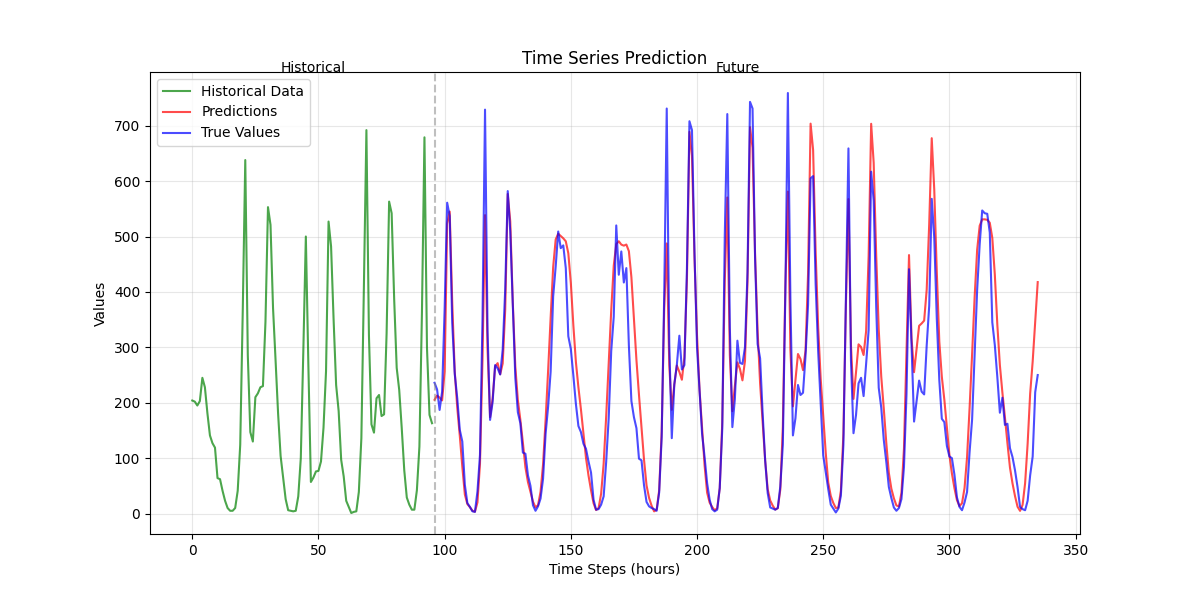 Time Series Prediction
Historical
Future
Historical Data
Predictions
True Values
Values
700
600
500
400
300
200
100
0
0
50
100
150
200
250
300
350
Time Steps (hours)